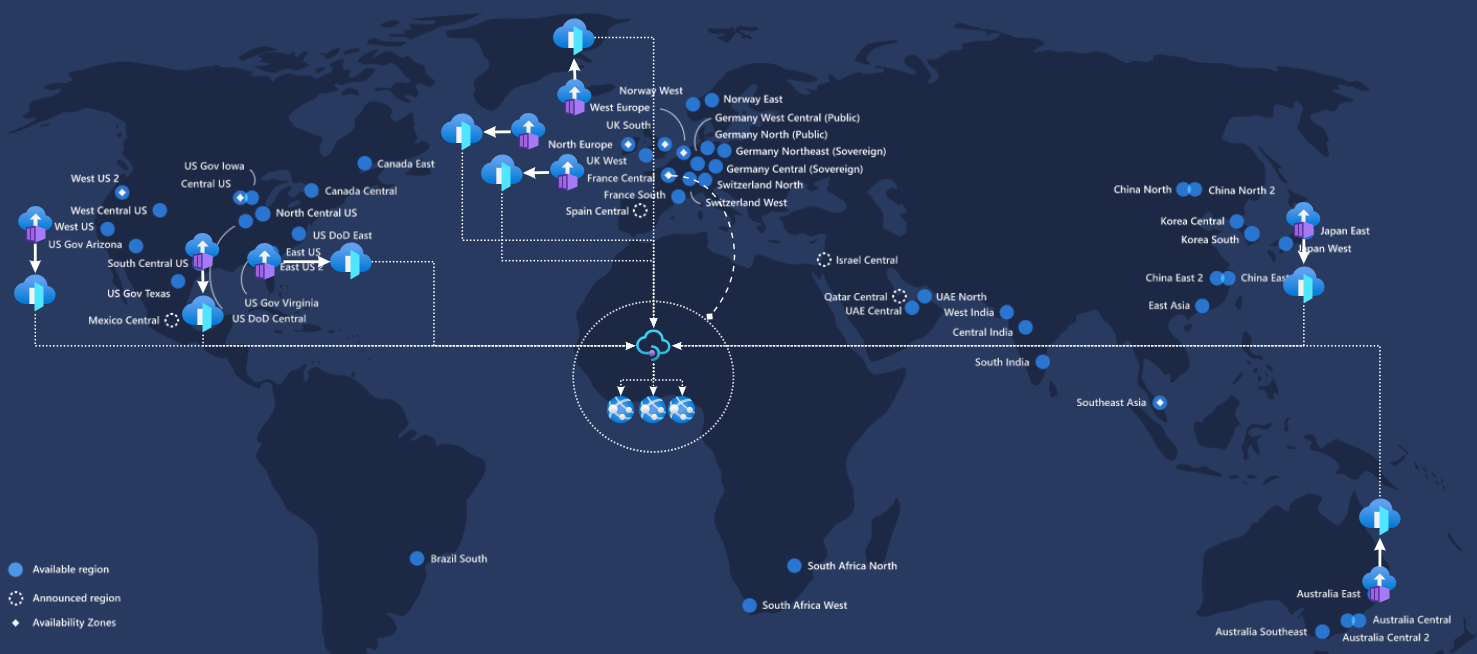 Norway West
Norway East
West Europe
Germany West Central (Public)
UK South
Germany North (Public)
North Europe
Germany Northeast (Sovereign)
UK West
Germany Central (Sovereign)
France Central
Switzerland North
France South
Switzerland West
Spain Central
US Gov Iowa
Canada East
West US 2
Central US
Canada Central
West Central US
North Central US
West US
US DoD East
US Gov Arizona
East US
South Central US
East US 2
US Gov Texas
US Gov Virginia
Mexico Central
US DoD Central
China North
China North 2
Korea Central
Japan East
Korea South
Japan West
Israel Central
China East 2
China East
Qatar Central
UAE North
East Asia
UAE Central
West India
Central India
South India
Southeast Asia
Brazil South
South Africa North
South Africa West
Australia East
Australia Central
Australia Southeast
Australia Central 2
Available region
Announced region
Availability Zones